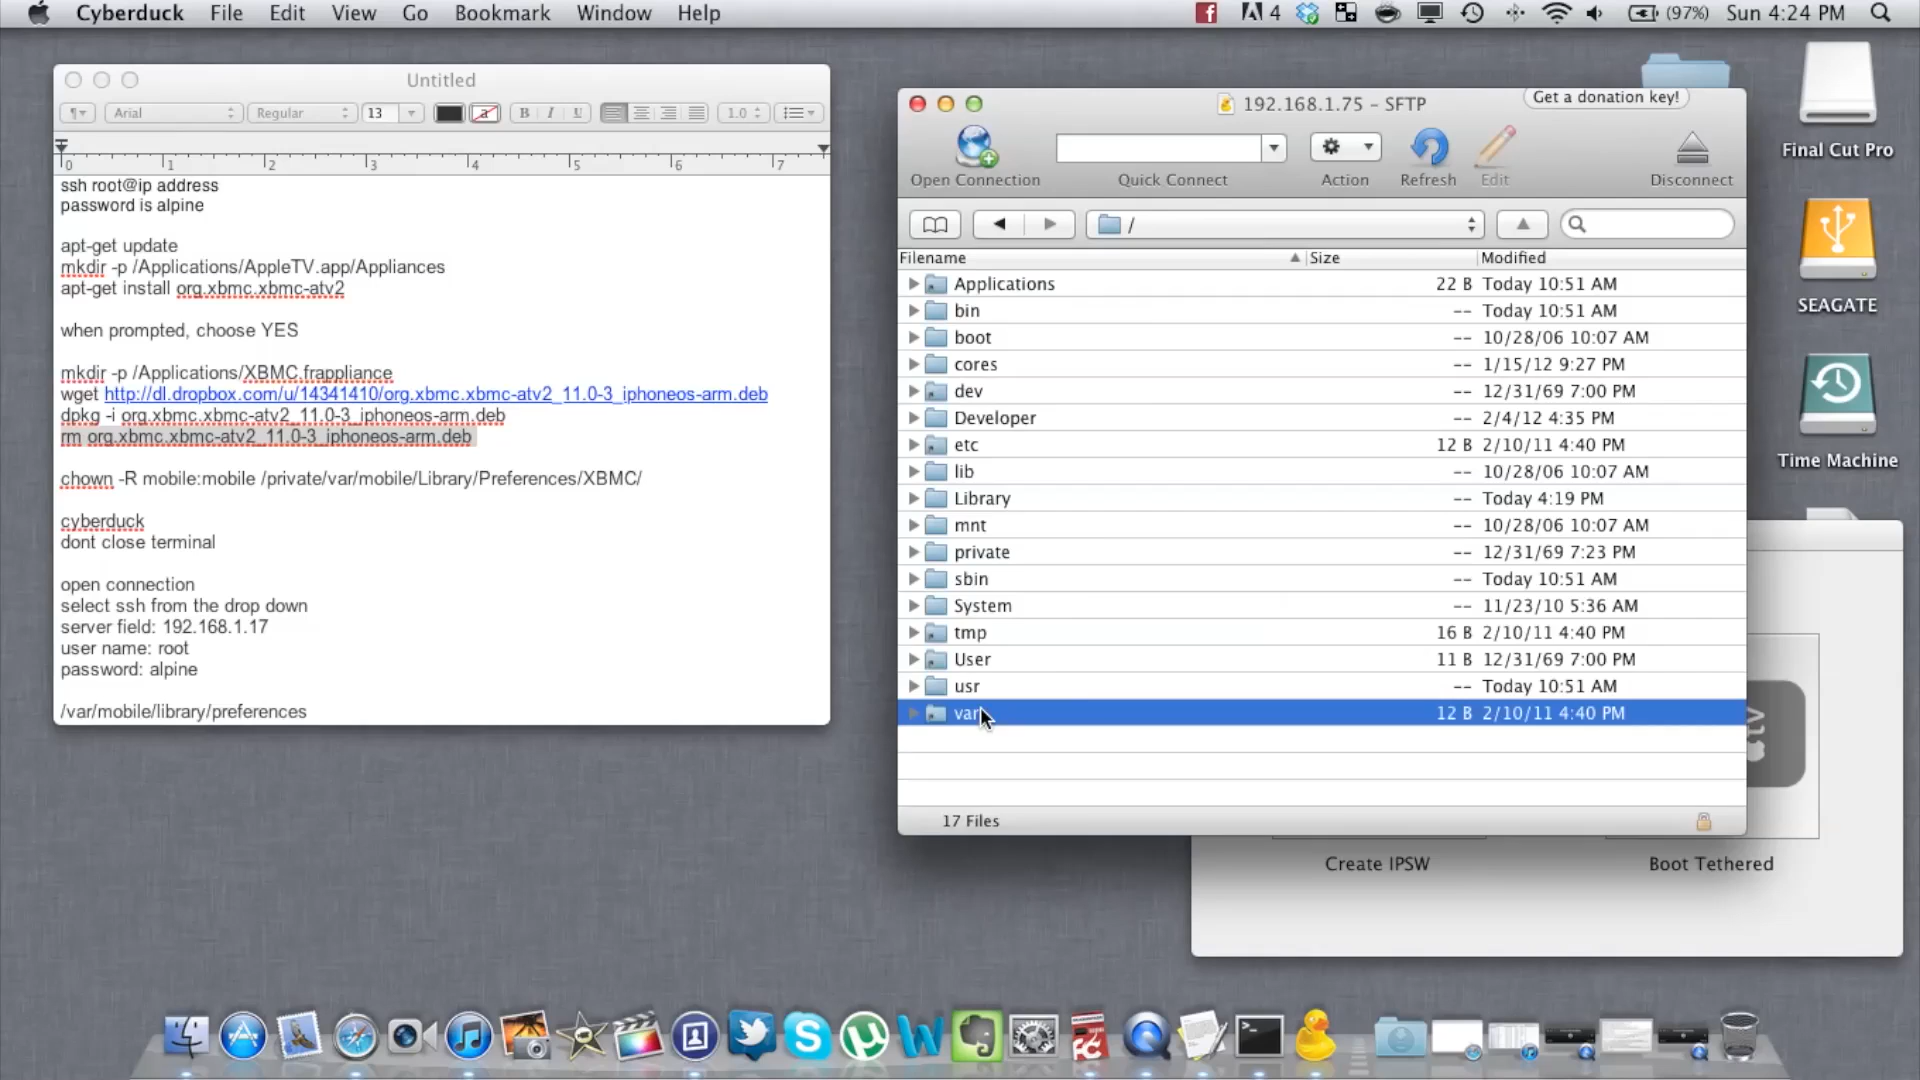 Cyberduck File Edit View Go Bookmark Window Help
4 (97%) Sun 4:24 PM
Untitled
Arial Regular 13 a B I U 1.0
0 1 2 3 4 5 6 7
ssh root@ip address
password is alpine
apt-get update
mkdir -p /Applications/AppleTV.app/Appliances
apt-get install org.xbmc.xbmc-atv2
when prompted, choose YES
mkdir -p /Applications/XBMC.frappliance
wget http://dl.dropbox.com/u/14341410/org.xbmc.xbmc-atv2_11.0-3_iphoneos-arm.deb
dpkg -i org.xbmc.xbmc-atv2_11.0-3_iphoneos-arm.deb
rm org.xbmc.xbmc-atv2_11.0-3_iphoneos-arm.deb
chown -R mobile:mobile /private/var/mobile/Library/Preferences/XBMC/
cyberduck
dont close terminal
open connection
select ssh from the drop down
server field: 192.168.1.17
user name: root
password: alpine
/var/mobile/library/preferences
192.168.1.75 – SFTP
Get a donation key!
Open Connection Quick Connect Action Refresh Edit Disconnect
/
Filename Size Modified
Applications 22 B Today 10:51 AM
bin -- Today 10:51 AM
boot -- 10/28/06 10:07 AM
cores -- 1/15/12 9:27 PM
dev -- 12/31/69 7:00 PM
Developer -- 2/4/12 4:35 PM
etc 12 B 2/10/11 4:40 PM
lib -- 10/28/06 10:07 AM
Library -- Today 4:19 PM
mnt -- 10/28/06 10:07 AM
private -- 12/31/69 7:23 PM
sbin -- Today 10:51 AM
System -- 11/23/10 5:36 AM
tmp 16 B 2/10/11 4:40 PM
User 11 B 12/31/69 7:00 PM
usr -- Today 10:51 AM
var 12 B 2/10/11 4:40 PM
17 Files
Create IPSW
Boot Tethered
tv
Final Cut Pro
SEAGATE
Time Machine